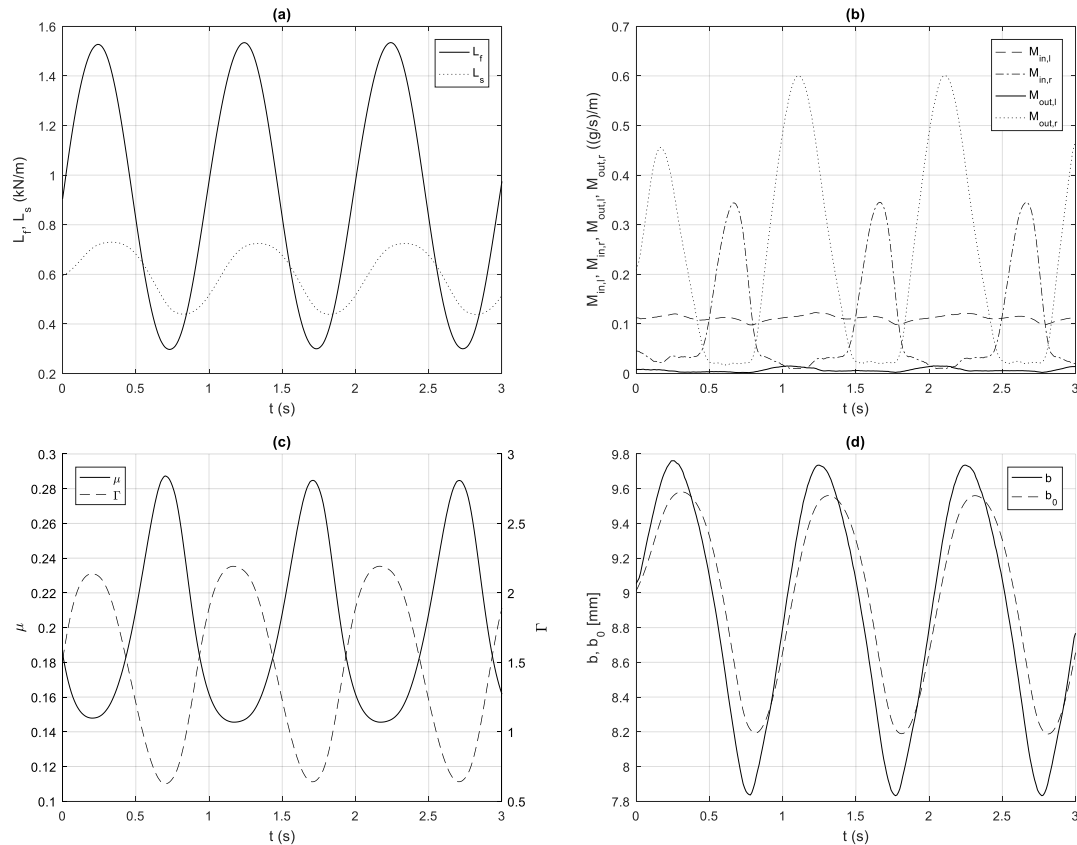 (a)
1.6
1.4
1.2
1
0.8
0.6
0.4
0.2
L_f, L_s (kN/m)
L_f
L_s
0 0.5 1 1.5 2 2.5 3
t (s)
(b)
0.7
0.6
0.5
0.4
0.3
0.2
0.1
0
M_in,l, M_in,r, M_out,l, M_out,r ((g/s)/m)
M_in,l
M_in,r
M_out,l
M_out,r
0 0.5 1 1.5 2 2.5 3
t (s)
(c)
0.3
0.28
0.26
0.24
0.22
0.2
0.18
0.16
0.14
0.12
0.1
μ
μ
Γ
3
2.5
2
1.5
1
0.5
Γ
0 0.5 1 1.5 2 2.5 3
t (s)
(d)
9.8
9.6
9.4
9.2
9
8.8
8.6
8.4
8.2
8
7.8
b, b_0 [mm]
b
b_0
0 0.5 1 1.5 2 2.5 3
t (s)